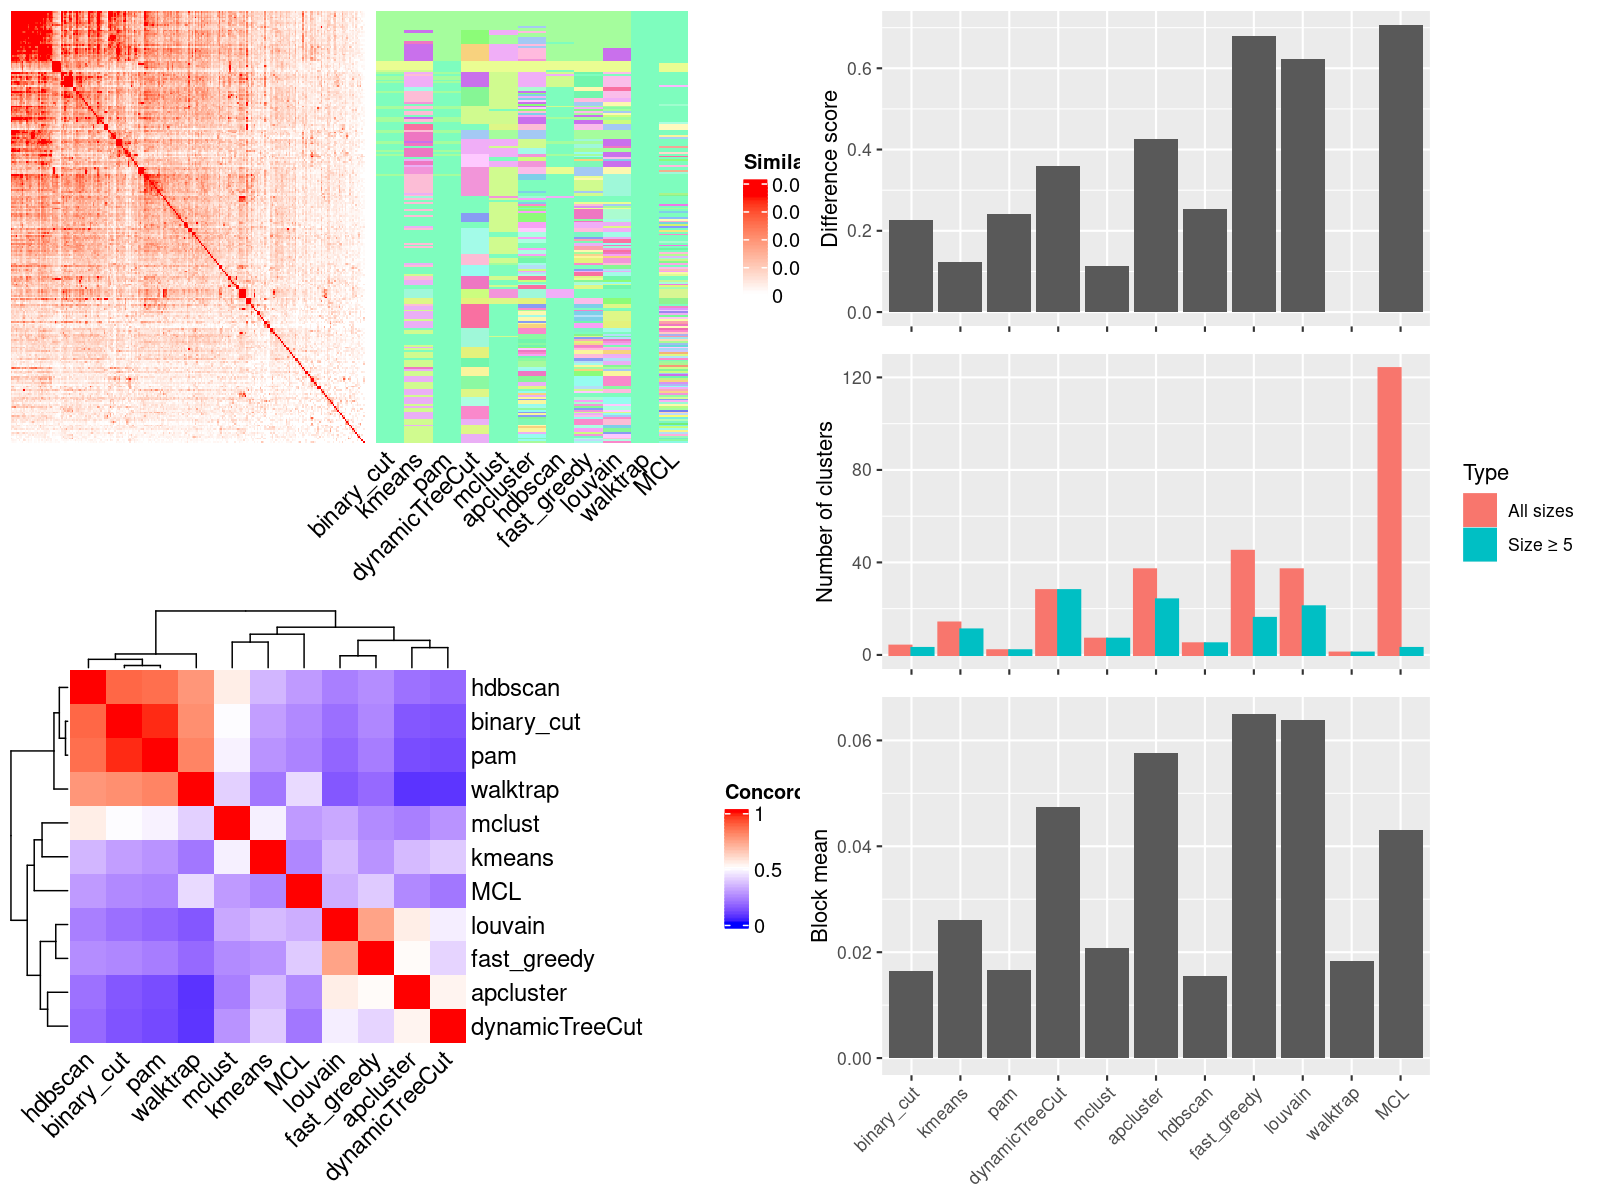 Simila
0.0
0.0
0.0
0.0
0
binary_cut
kmeans
pam
dynamicTreeCut
mclust
apcluster
hdbscan
fast_greedy
louvain
walktrap
MCL
hdbscan
binary_cut
pam
walktrap
mclust
kmeans
MCL
louvain
fast_greedy
apcluster
dynamicTreeCut
hdbscan
binary_cut
pam
walktrap
mclust
kmeans
MCL
louvain
fast_greedy
apcluster
dynamicTreeCut
Concord
1
0.5
0
Difference score
0.6
0.4
0.2
0.0
Number of clusters
120
80
40
0
Type
All sizes
Size ≥ 5
Block mean
0.06
0.04
0.02
0.00
binary_cut
kmeans
pam
dynamicTreeCut
mclust
apcluster
hdbscan
fast_greedy
louvain
walktrap
MCL